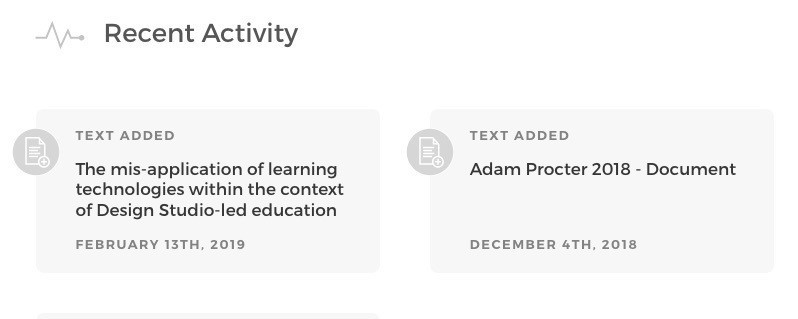 Recent Activity
TEXT ADDED
The mis-application of learning
technologies within the context
of Design Studio-led education
FEBRUARY 13TH, 2019
TEXT ADDED
Adam Procter 2018 - Document
DECEMBER 4TH, 2018